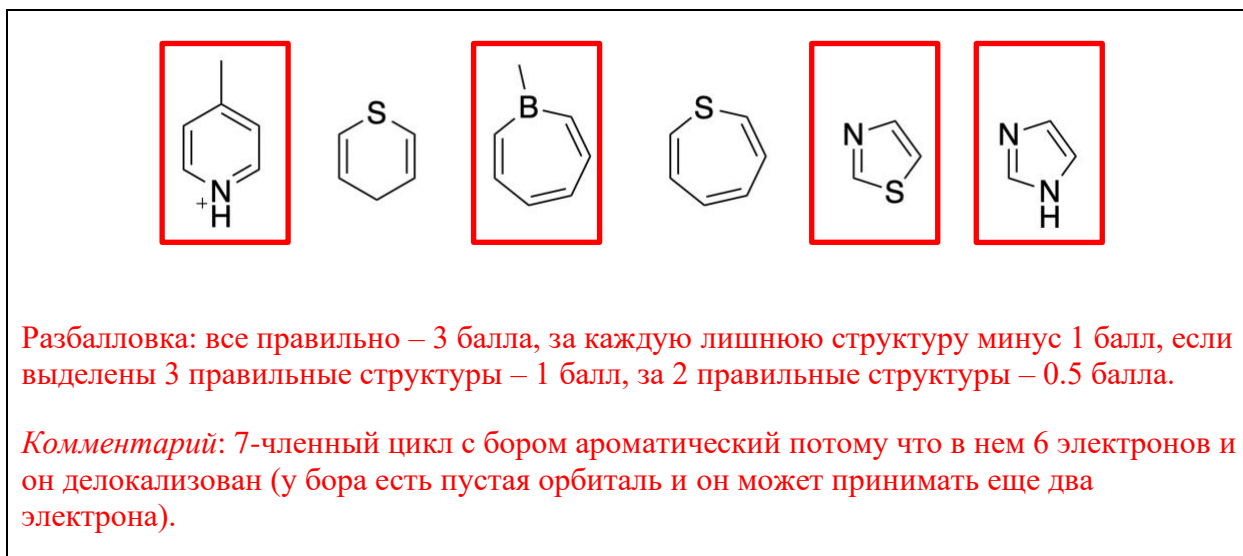 S B S N N
N S N
+ H H
Разбалловка: все правильно – 3 балла, за каждую лишнюю структуру минус 1 балл, если
выделены 3 правильные структуры – 1 балл, за 2 правильные структуры – 0.5 балла.
Комментарий: 7-членный цикл с бором ароматический потому что в нем 6 электронов и
он делокализован (у бора есть пустая орбиталь и он может принимать еще два
электрона).